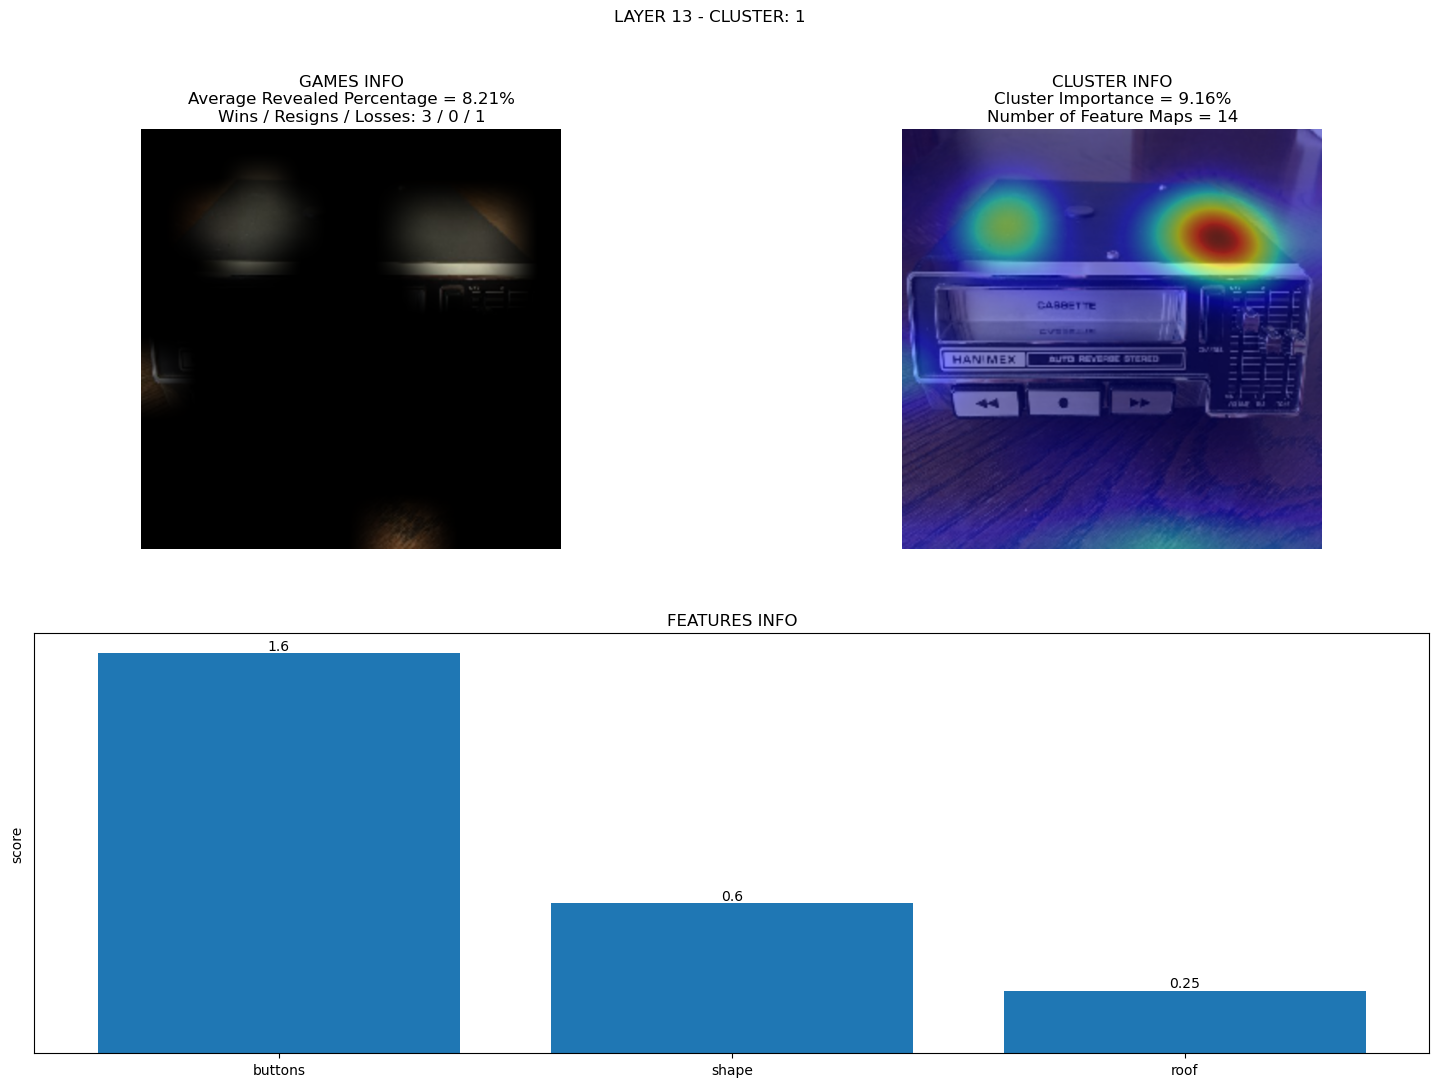 LAYER 13 - CLUSTER: 1
GAMES INFO
Average Revealed Percentage = 8.21%
Wins / Resigns / Losses: 3 / 0 / 1
CLUSTER INFO
Cluster Importance = 9.16%
Number of Feature Maps = 14
CASSETTE
HANIMEX
AUTO REVERSE STEREO
FEATURES INFO
score
1.6
0.6
0.25
buttons
shape
roof